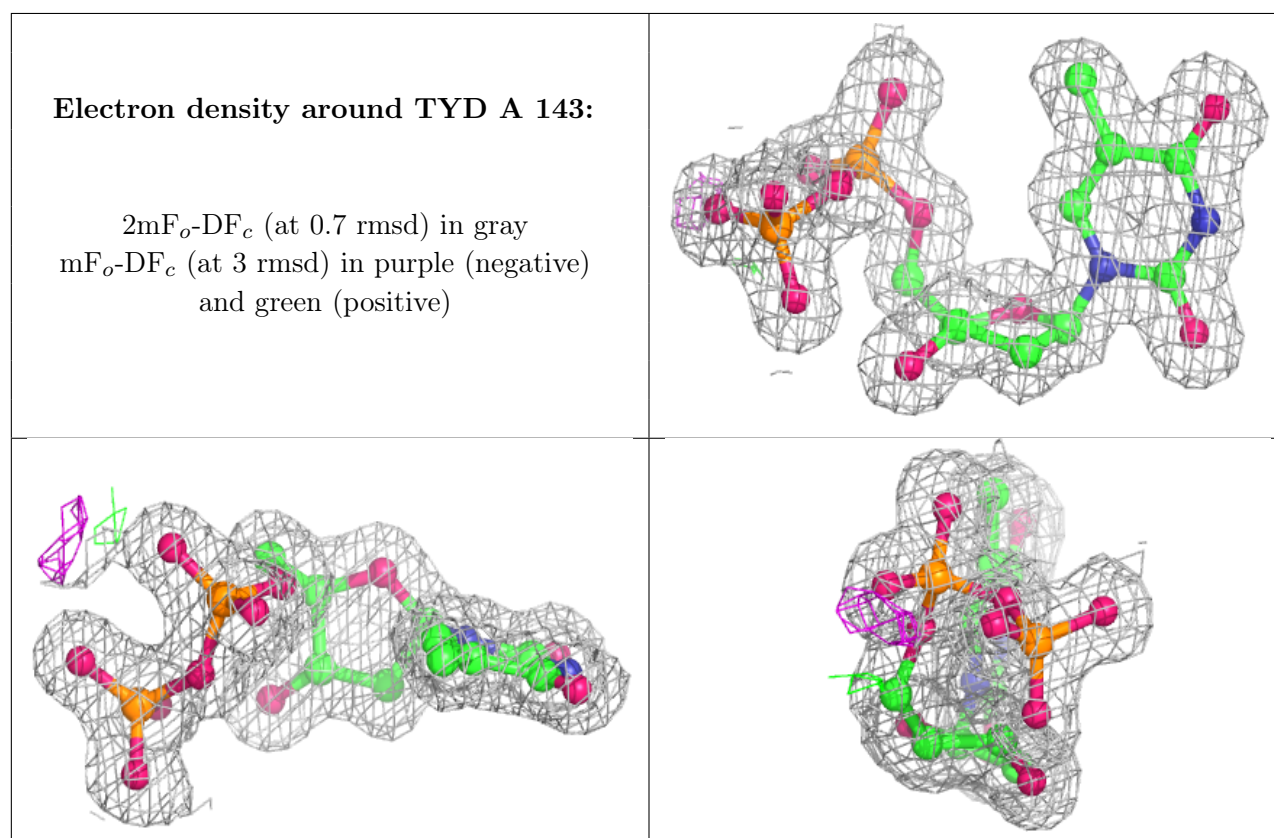 Electron density around TYD A 143:
2mFo-DFc (at 0.7 rmsd) in gray
mFo-DFc (at 3 rmsd) in purple (negative)
and green (positive)